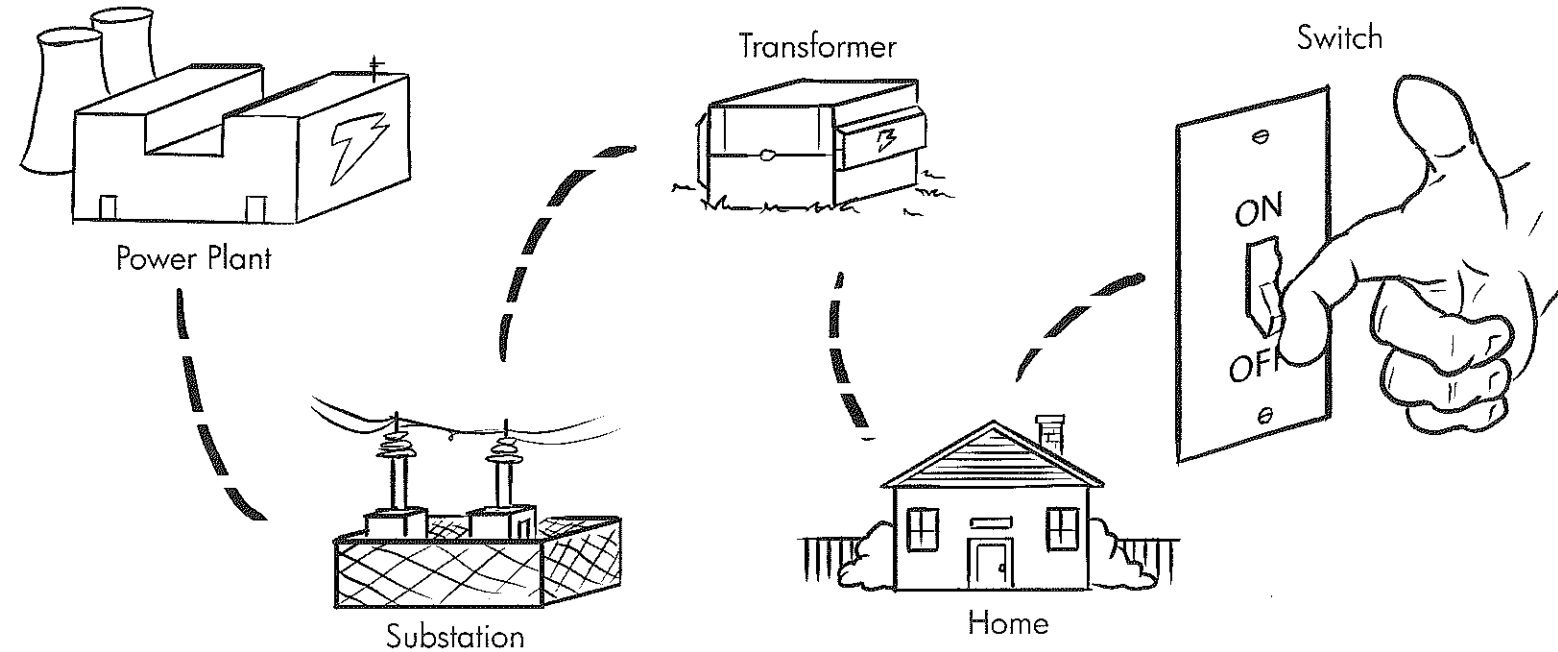 Power Plant
Substation
Transformer
Home
Switch
ON
OFF